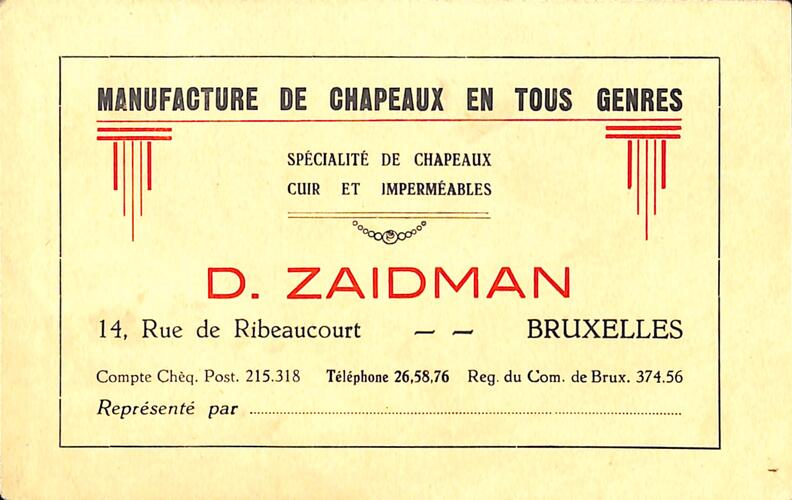 MANUFACTURE DE CHAPEAUX EN TOUS GENRES
SPÉCIALITÉ DE CHAPEAUX
CUIR ET IMPERMÉABLES
D. ZAIDMAN
14, Rue de Ribeaucourt — — BRUXELLES
Compte Chèq. Post. 215.318 Téléphone 26,58,76 Reg. du Com. de Brux. 374.56
Représenté par ........................................